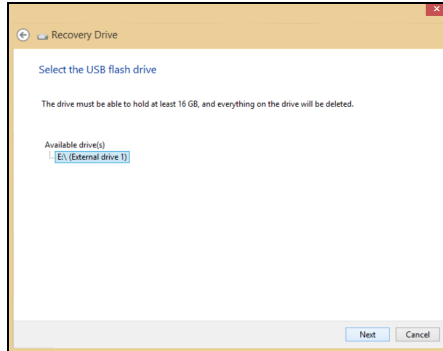 Recovery Drive
Select the USB flash drive
The drive must be able to hold at least 16 GB, and everything on the drive will be deleted.
Available drive(s)
E:\ (External drive 1)
Next Cancel